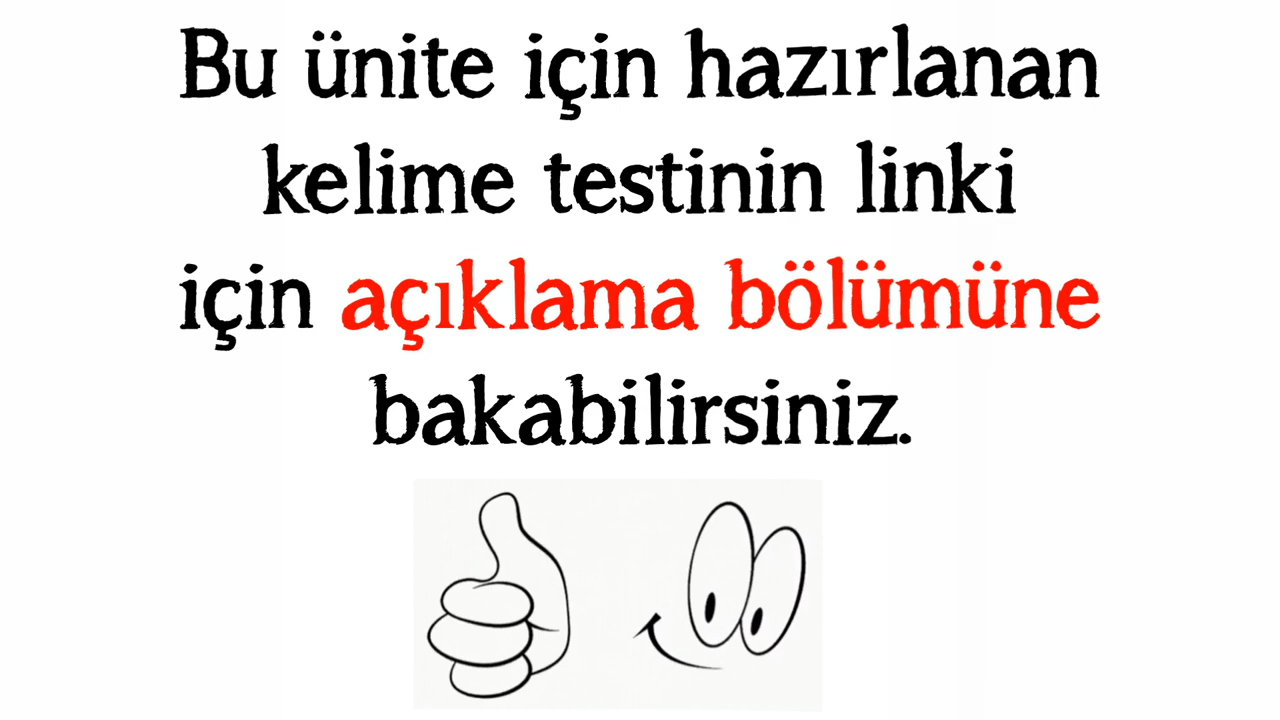 Bu ünite için hazırlanan
kelime testinin linki
için açıklama bölümüne
bakabilirsiniz.